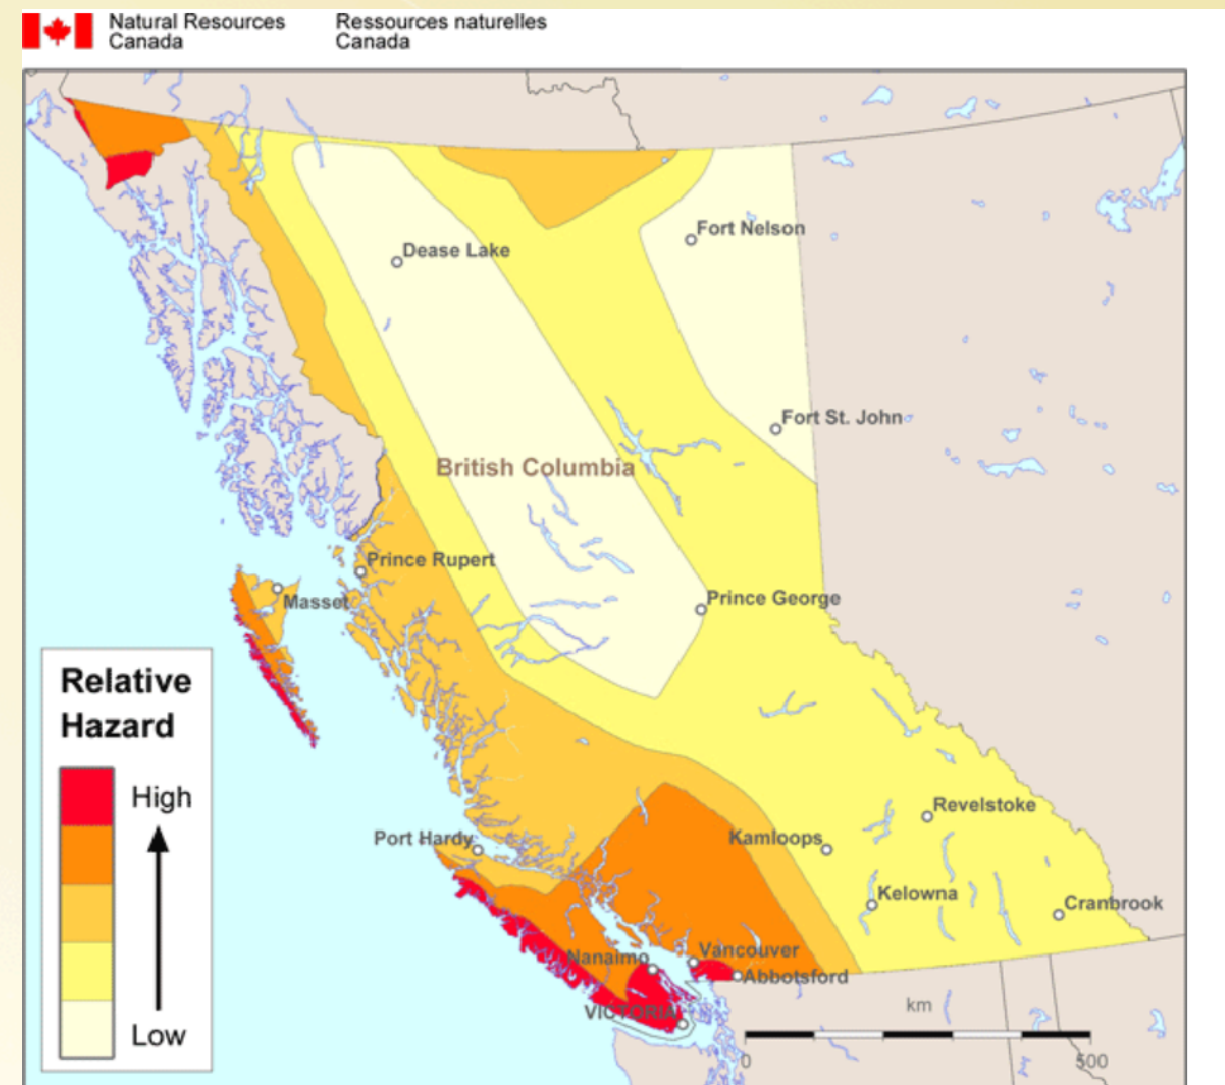 Natural Resources
Canada
Ressources naturelles
Canada
Fort Nelson
Dease Lake
Fort St. John
British Columbia
Prince Rupert
Prince George
Masset
Relative
Hazard
High
Low
Revelstoke
Port Hardy
Kamloops
Kelowna
Cranbrook
Nanaimo
Vancouver
Abbotsford
VICTORIA
km
0
500